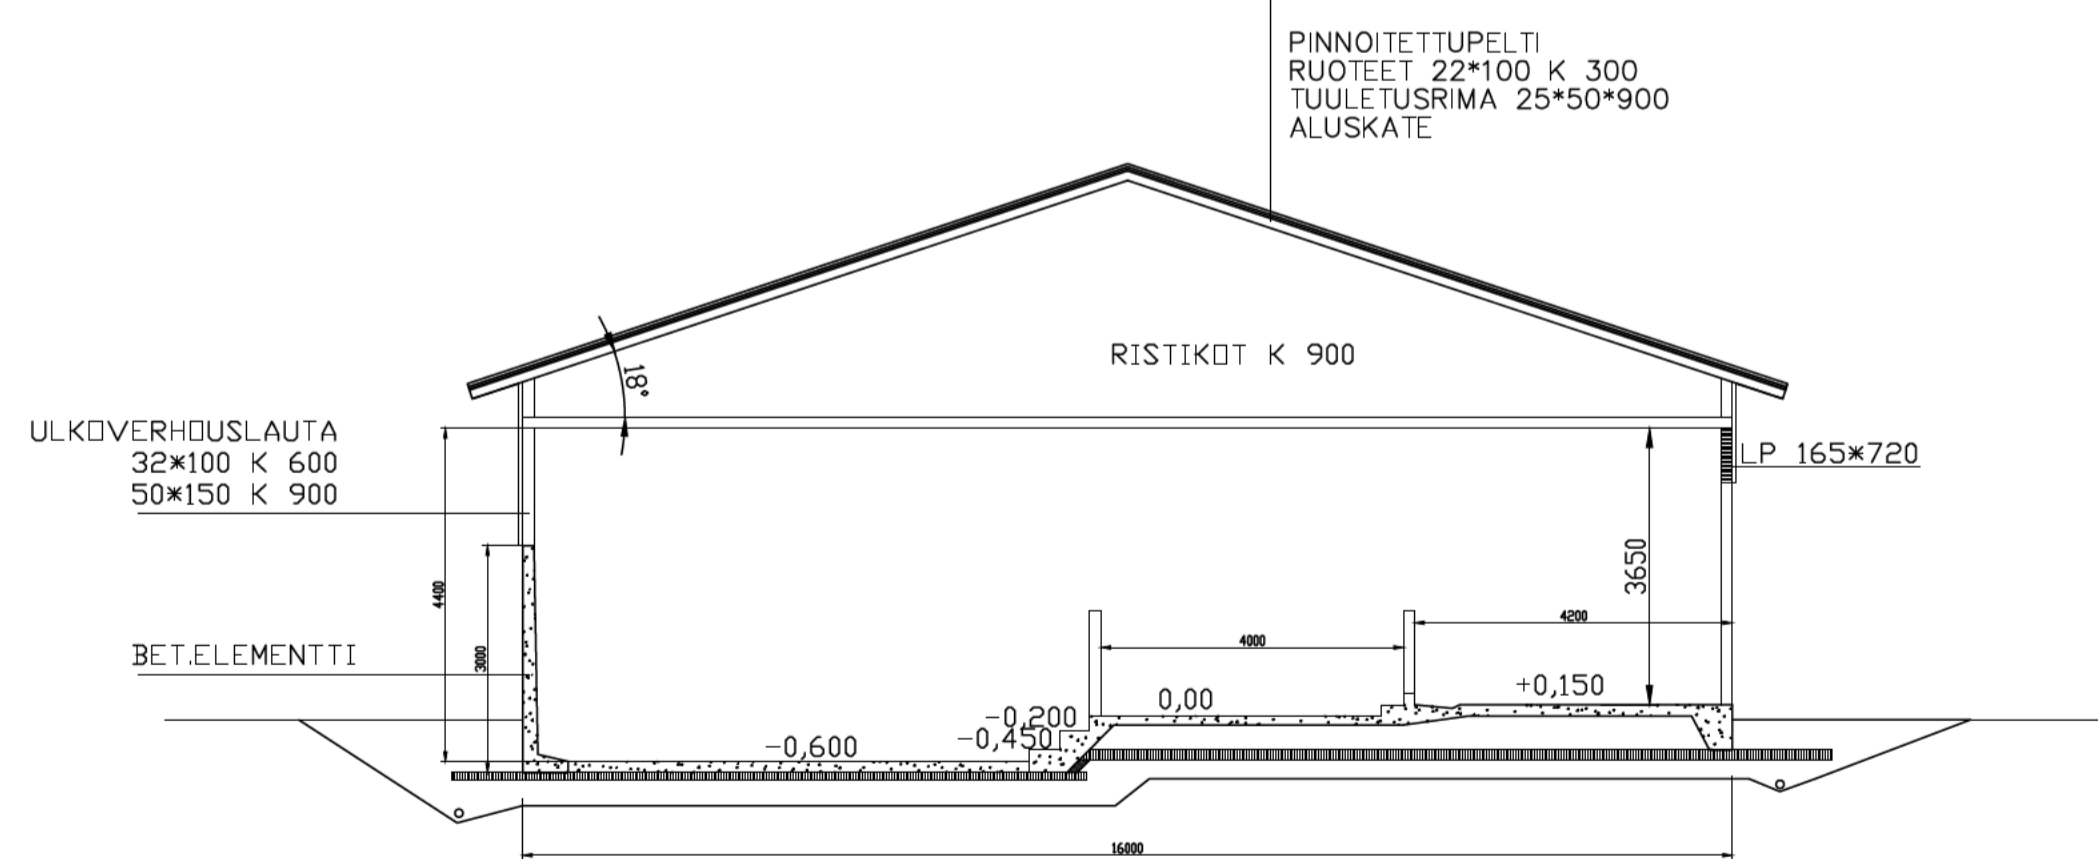 PINNOITETTUPELTI
RUOTEET 22*100 K 300
TUULETUSRIMA 25*50*900
ALUSKATE
RISTIKOT K 900
18°
ULKOVERHOUSLAUTA
32*100 K 600
50*150 K 900
LP 165*720
4400
3650
3000
BET.ELEMENTTI
4000
4200
+0,150
0,00
-0,200
-0,450
-0,600
16000